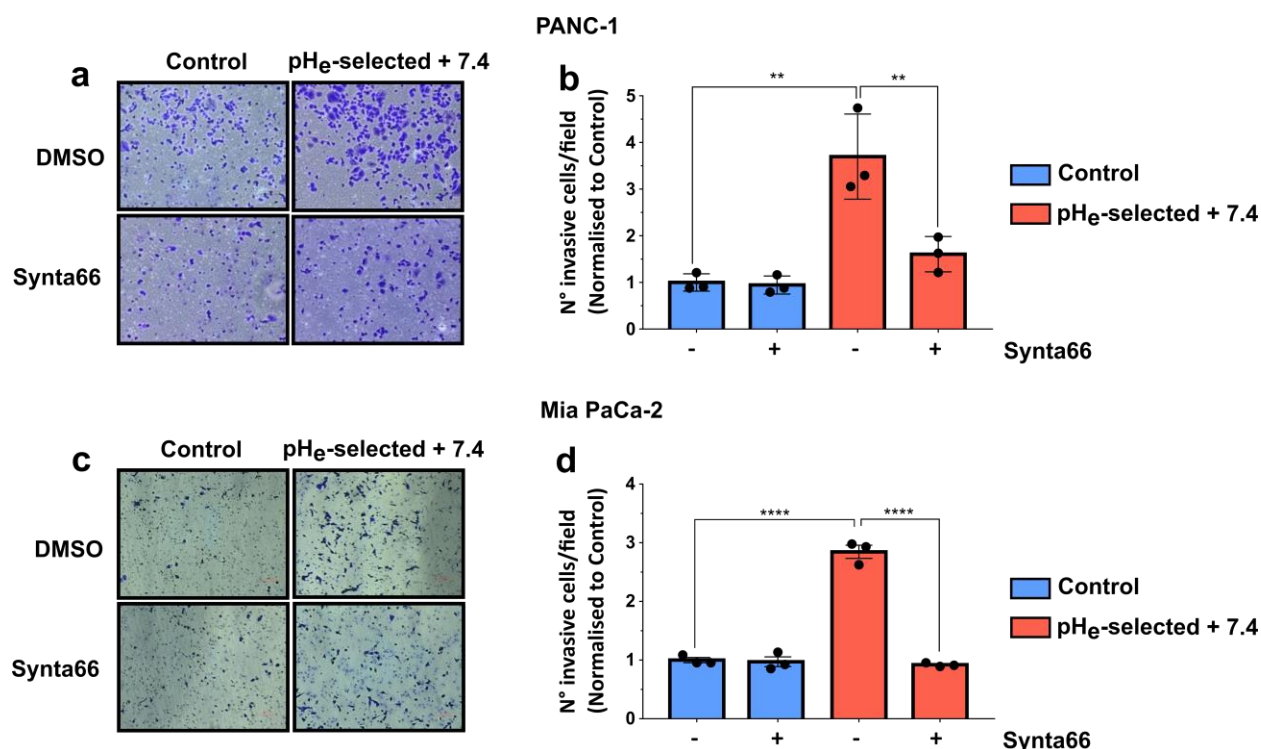 PANC-1
a
Control pHe-selected + 7.4
DMSO
Synta66
b
N° invasive cells/field
(Normalised to Control)
5
4
3
2
1
0
** **
- + - + Synta66
Control
pHe-selected + 7.4
Mia PaCa-2
c
Control pHe-selected + 7.4
DMSO
Synta66
d
N° invasive cells/field
(Normalised to Control)
4
3
2
1
0
**** ****
- + - + Synta66
Control
pHe-selected + 7.4